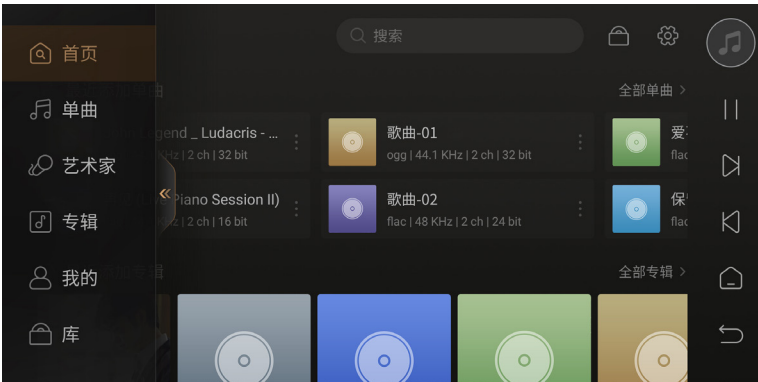 首页
单曲
艺术家
专辑
我的
库
搜索
全部单曲
gend _ Ludacris - ...
Hz | 2 ch | 32 bit
歌曲-01
ogg | 44.1 KHz | 2 ch | 32 bit
flac
Piano Session II)
z | 2 ch | 16 bit
歌曲-02
flac | 48 KHz | 2 ch | 24 bit
保
flac
全部专辑